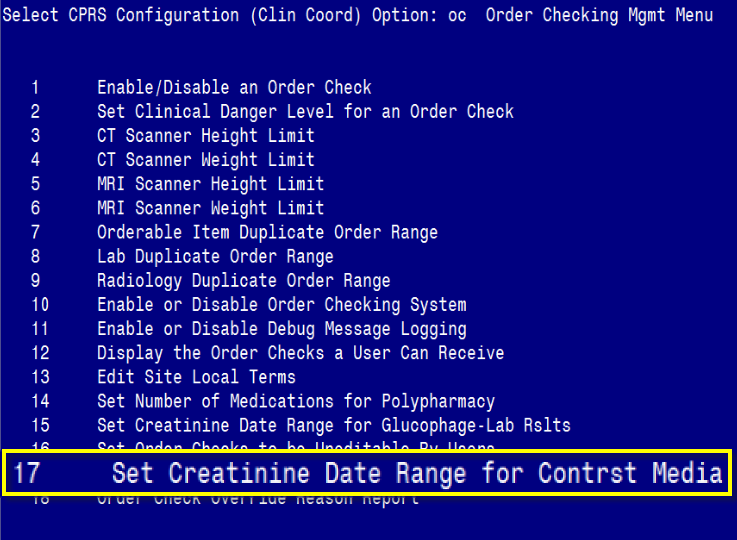 Select CPRS Configuration (Clin Coord) Option: oc  Order Checking Mgmt Menu
1 Enable/Disable an Order Check
2 Set Clinical Danger Level for an Order Check
3 CT Scanner Height Limit
4 CT Scanner Weight Limit
5 MRI Scanner Height Limit
6 MRI Scanner Weight Limit
7 Orderable Item Duplicate Order Range
8 Lab Duplicate Order Range
9 Radiology Duplicate Order Range
10 Enable or Disable Order Checking System
11 Enable or Disable Debug Message Logging
12 Display the Order Checks a User Can Receive
13 Edit Site Local Terms
14 Set Number of Medications for Polypharmacy
15 Set Creatinine Date Range for Glucophage-Lab Rslts
16 Set Order Checks to be Uneditable By Users
17 Set Creatinine Date Range for Contrst Media
18 Order Check Override Reason Report